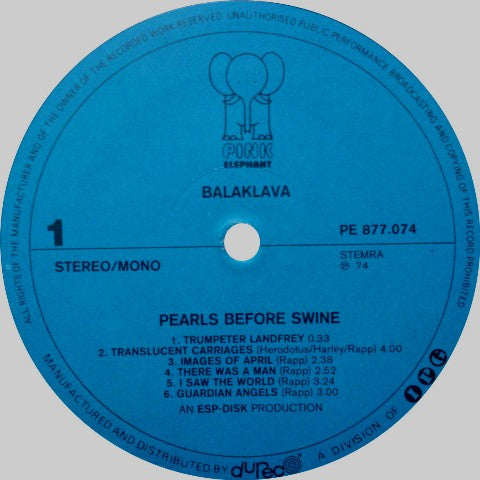 ALL RIGHTS OF THE MANUFACTURER AND OF THE OWNER OF THE RECORDED WORK RESERVED. UNAUTHORISED PUBLIC PERFORMANCE BROADCASTING AND COPYING OF THIS RECORD PROHIBITED
PINK
ELEPHANT
BALAKLAVA
1
PE 877.074
STEREO/MONO
STEMRA
℗ 74
PEARLS BEFORE SWINE
1. TRUMPETER LANDFREY 0.33
2. TRANSLUCENT CARRIAGES (Herodotus/Harley/Rapp) 4.00
3. IMAGES OF APRIL (Rapp) 2.38
4. THERE WAS A MAN (Rapp) 2.52
5. I SAW THE WORLD (Rapp) 3.24
6. GUARDIAN ANGELS (Rapp) 3.00
AN ESP-DISK PRODUCTION
MANUFACTURED AND DISTRIBUTED BY dureco A DIVISION OF